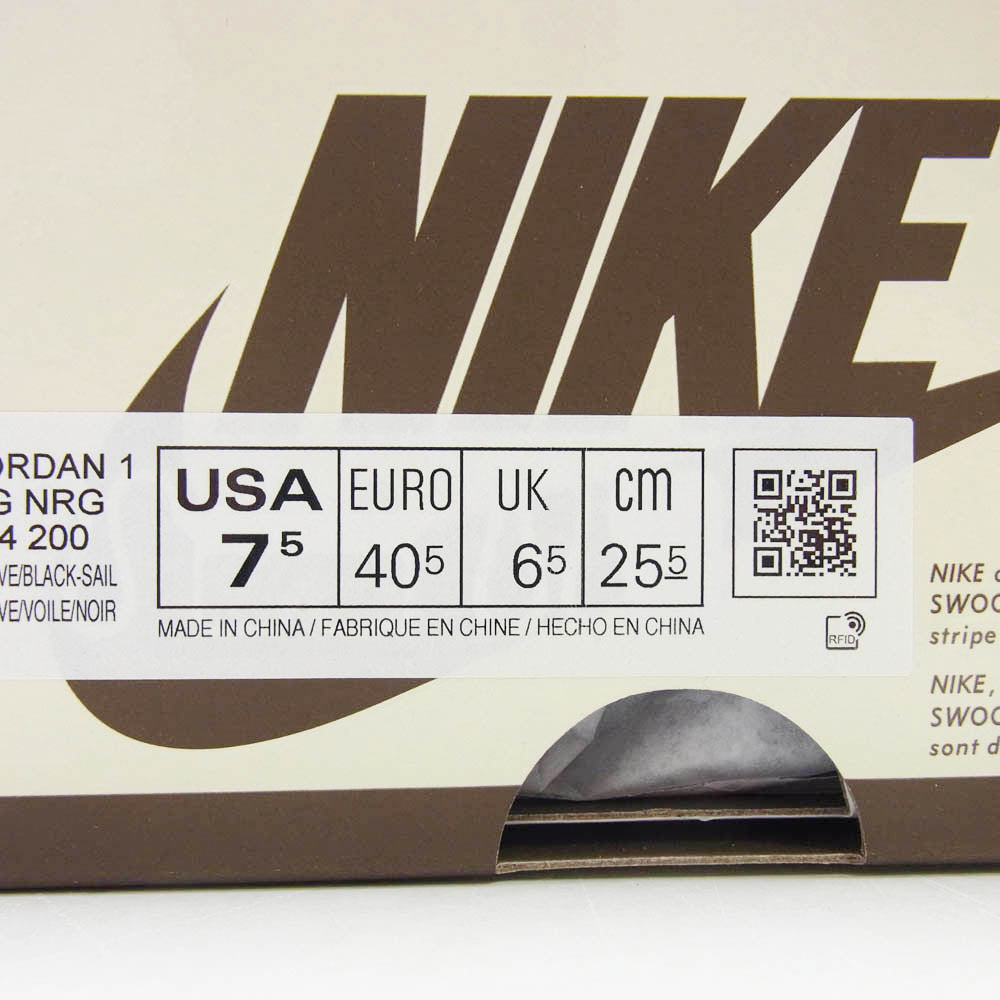 NIKE
ORDAN 1
G NRG
4 200
VE/BLACK-SAIL
VE/VOILE/NOIR
USA EURO UK cm
7⁵ 40⁵ 6⁵ 25⁵
MADE IN CHINA / FABRIQUE EN CHINE / HECHO EN CHINA
RFID
NIKE
SWOO
stripe
NIKE,
SWOO
sont d